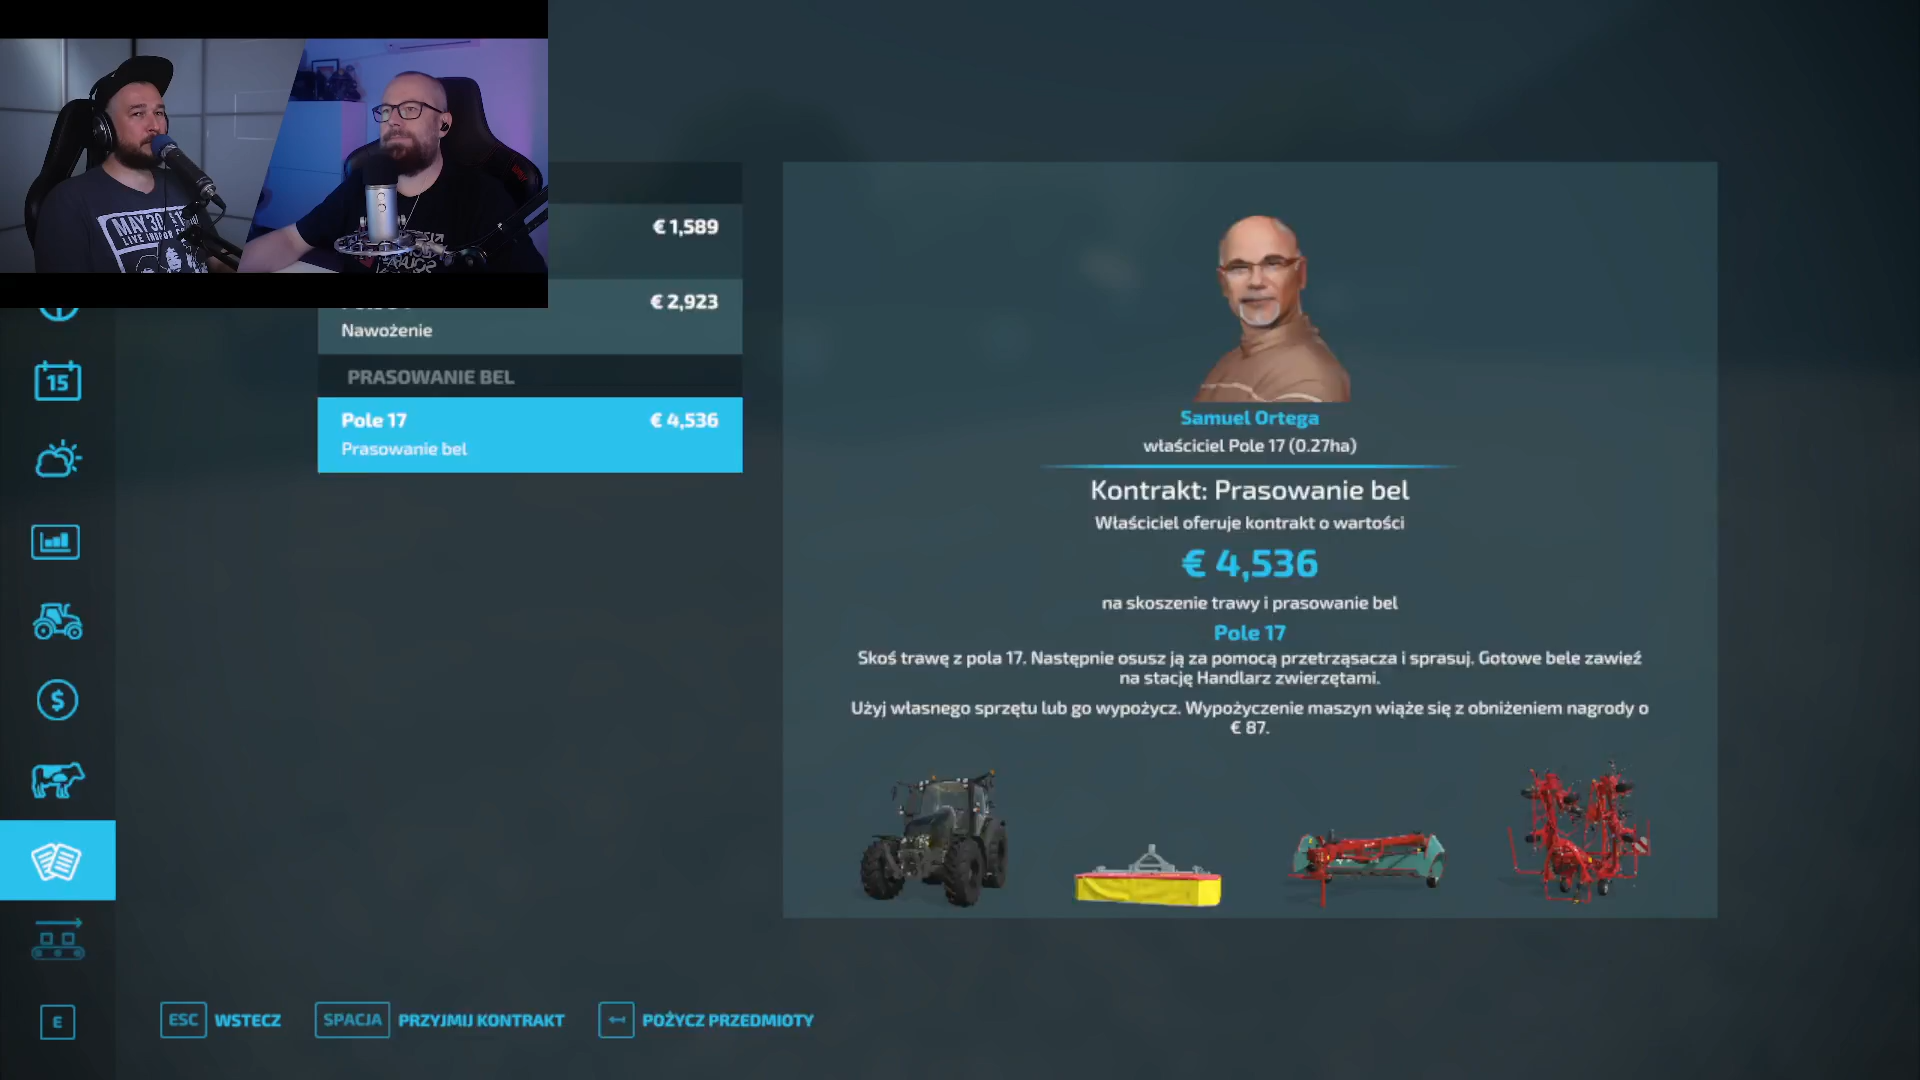 MAY 30
€ 1,589
€ 2,923
Nawożenie
PRASOWANIE BEL
Pole 17
€ 4,536
Prasowanie bel
15
Samuel Ortega
właściciel Pole 17 (0.27ha)
Kontrakt: Prasowanie bel
Właściciel oferuje kontrakt o wartości
€ 4,536
na skoszenie trawy i prasowanie bel
Pole 17
Skoś trawę z pola 17. Następnie osusz ją za pomocą przetrząsacza i sprasuj. Gotowe bele zawieź
na stację Handlarz zwierzętami.
Użyj własnego sprzętu lub go wypożycz. Wypożyczenie maszyn wiąże się z obniżeniem nagrody o
€ 87.
E
ESC WSTECZ
SPACJA PRZYJMIJ KONTRAKT
POŻYCZ PRZEDMIOTY